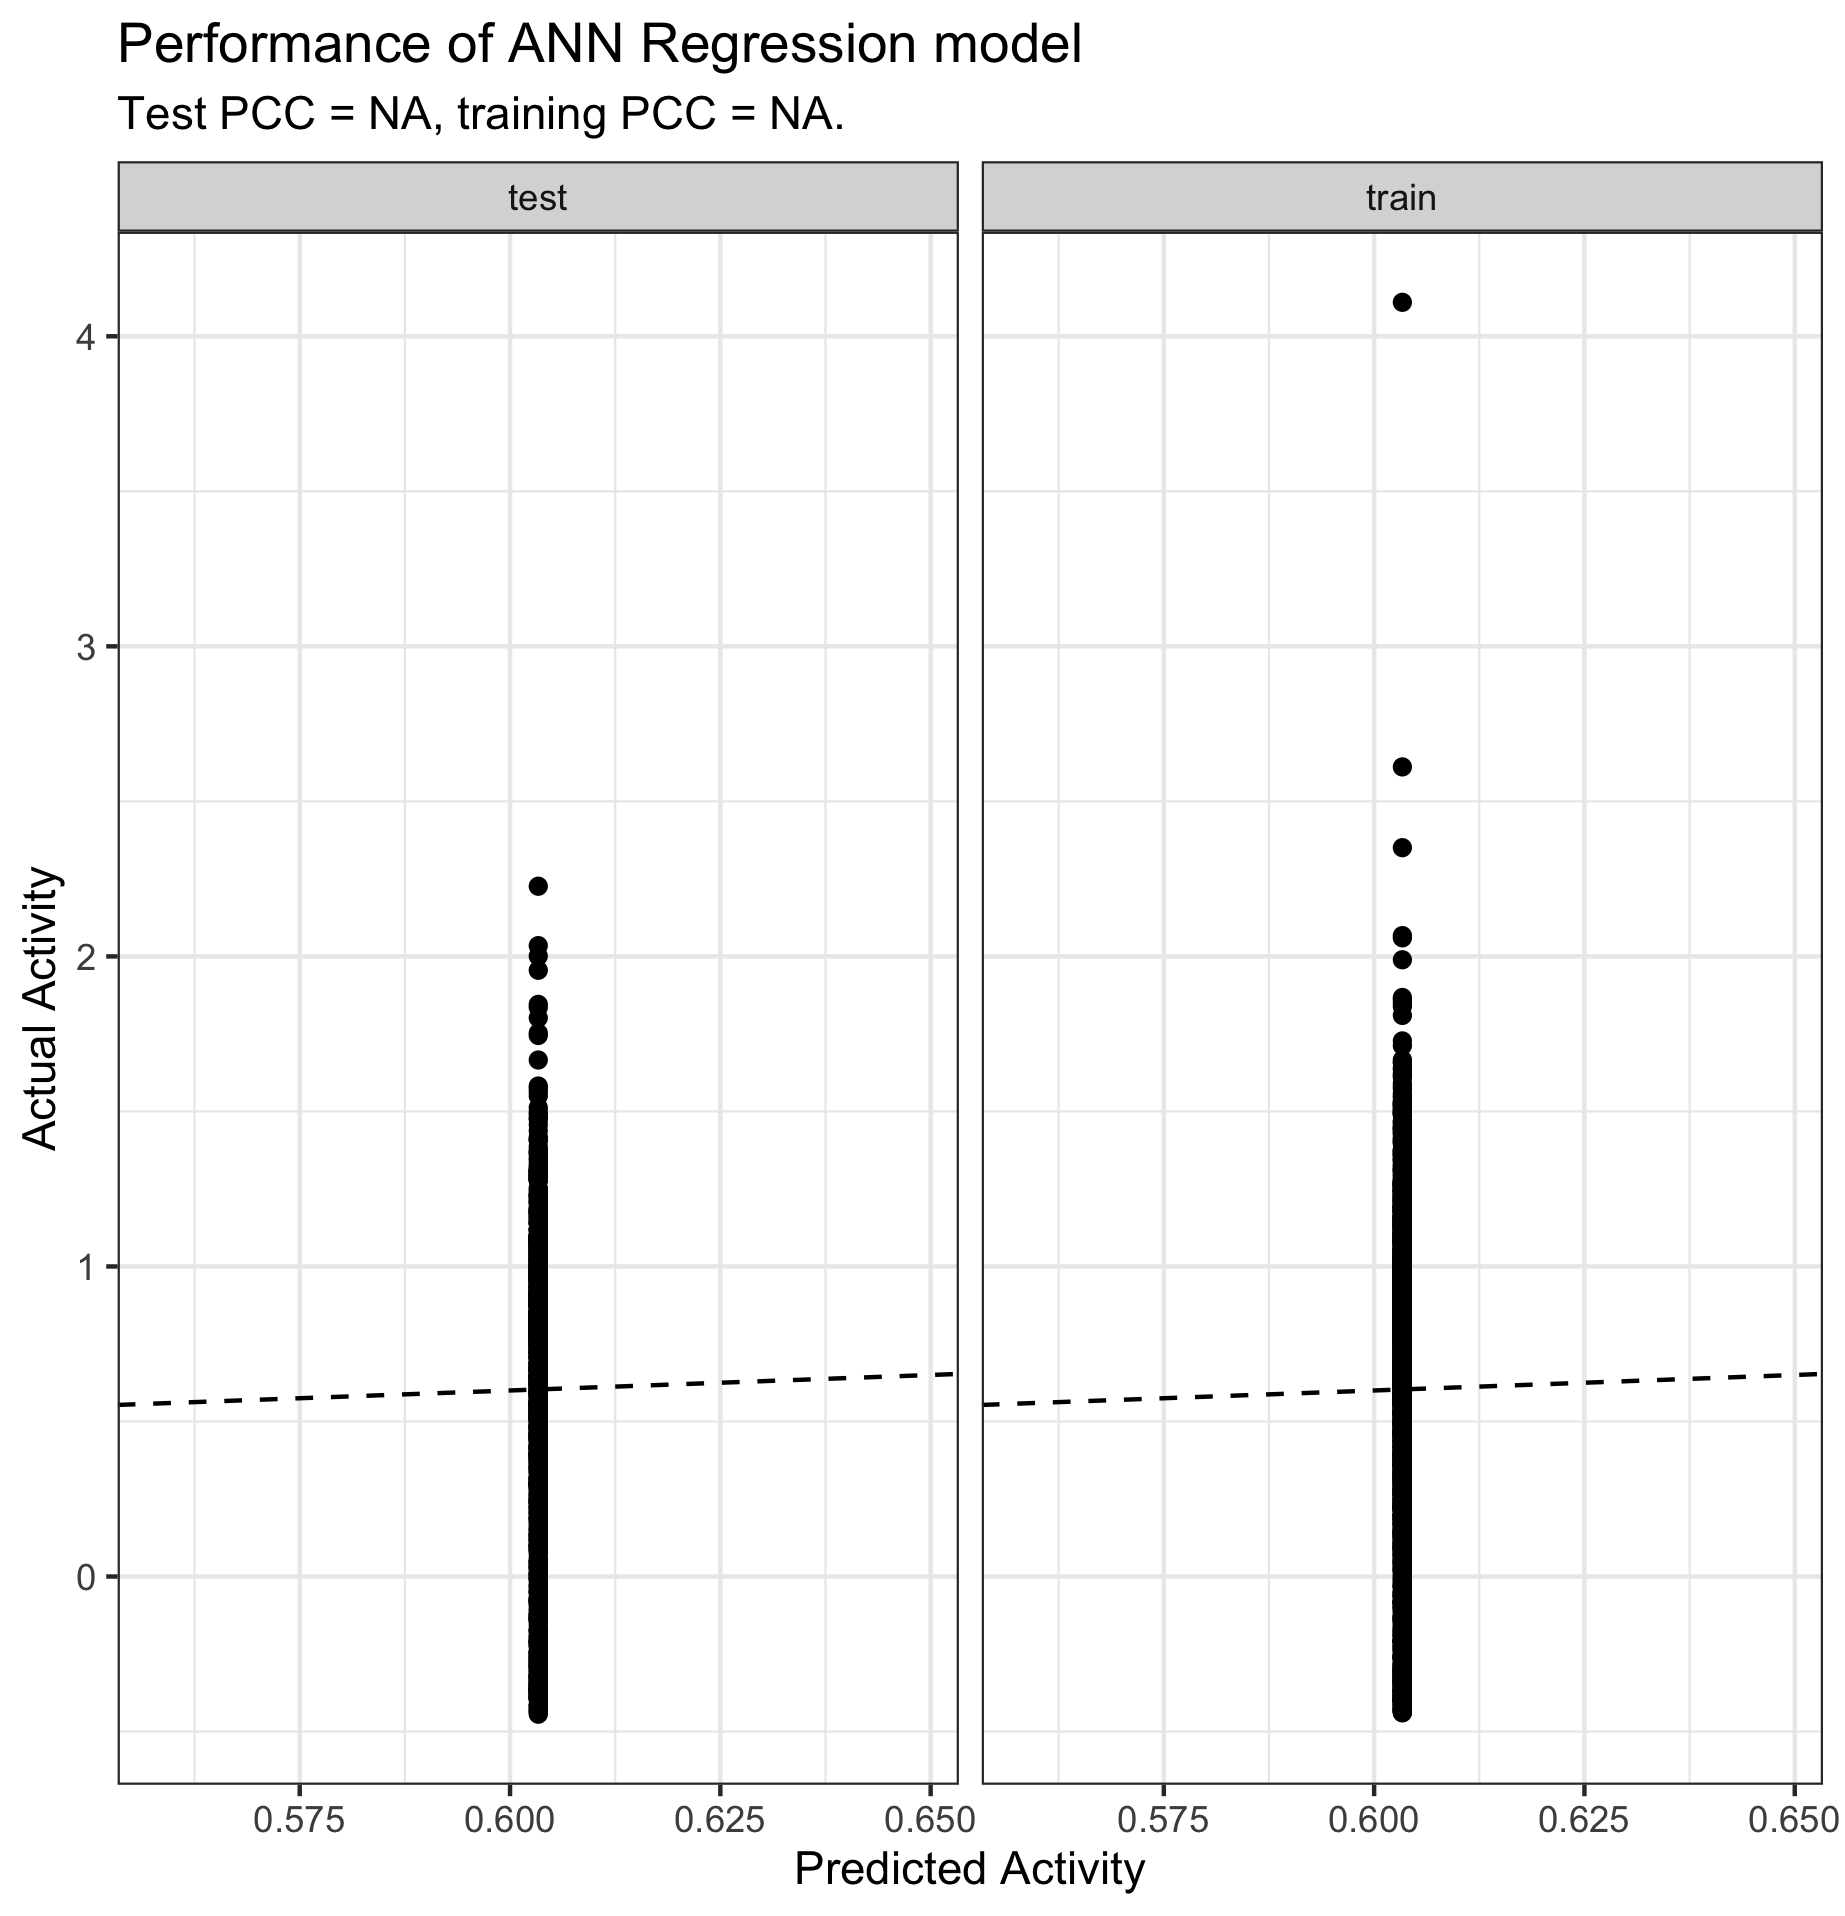 Performance of ANN Regression model
Test PCC = NA, training PCC = NA.
test
train
Actual Activity
4
3
2
1
0
0.575 0.600 0.625 0.650 0.575 0.600 0.625 0.650
Predicted Activity